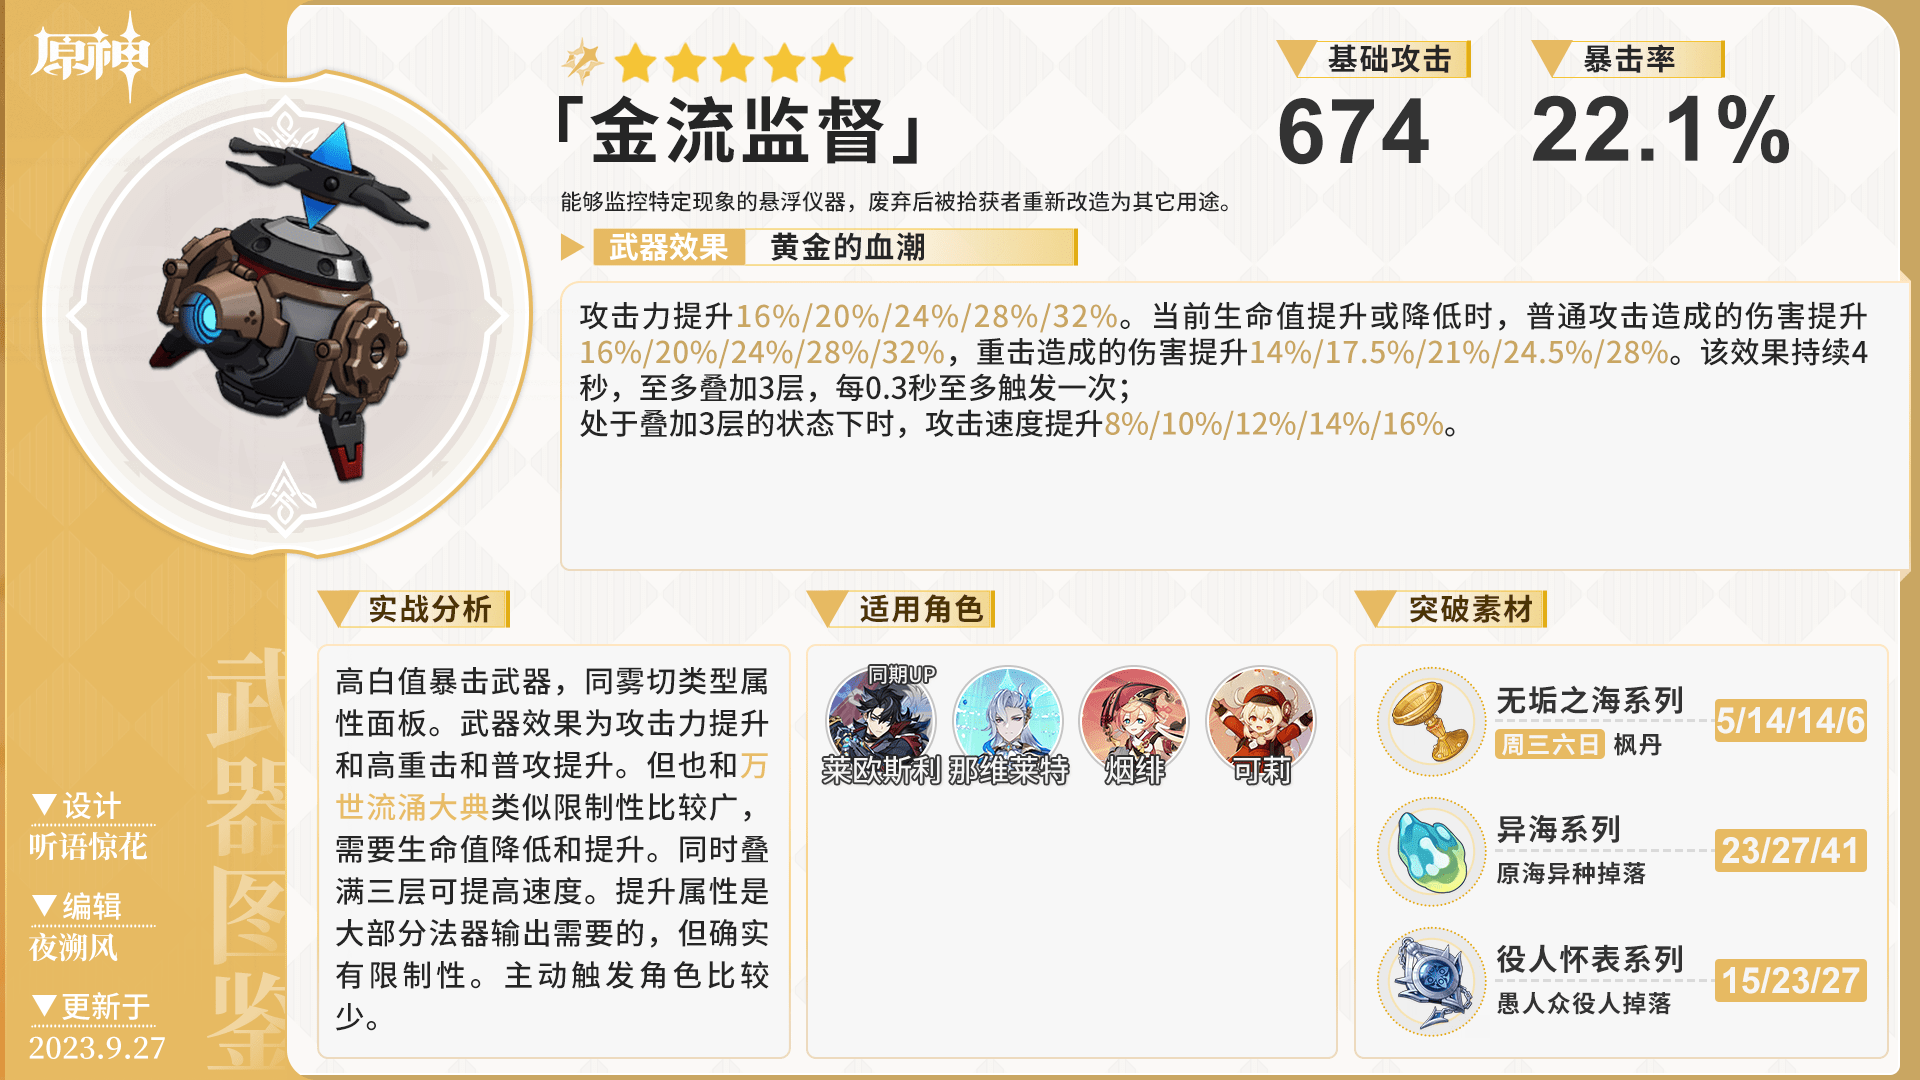 原神
「金流监督」
能够监控特定现象的悬浮仪器，废弃后被拾获者重新改造为其它用途。
基础攻击
674
暴击率
22.1%
武器效果 黄金的血潮
攻击力提升16%/20%/24%/28%/32%。当前生命值提升或降低时，普通攻击造成的伤害提升
16%/20%/24%/28%/32%，重击造成的伤害提升14%/17.5%/21%/24.5%/28%。该效果持续4
秒，至多叠加3层，每0.3秒至多触发一次；
处于叠加3层的状态下时，攻击速度提升8%/10%/12%/14%/16%。
实战分析
高白值暴击武器，同雾切类型属
性面板。武器效果为攻击力提升
和高重击和普攻提升。但也和万
世流涌大典类似限制性比较广，
需要生命值降低和提升。同时叠
满三层可提高速度。提升属性是
大部分法器输出需要的，但确实
有限制性。主动触发角色比较
少。
适用角色
同期UP
莱欧斯利 那维莱特 烟绯 可莉
突破素材
无垢之海系列
周三六日 枫丹
5/14/14/6
异海系列
原海异种掉落
23/27/41
役人怀表系列
愚人众役人掉落
15/23/27
武器图鉴
▼设计
听语惊花
▼编辑
夜溯风
▼更新于
2023.9.27